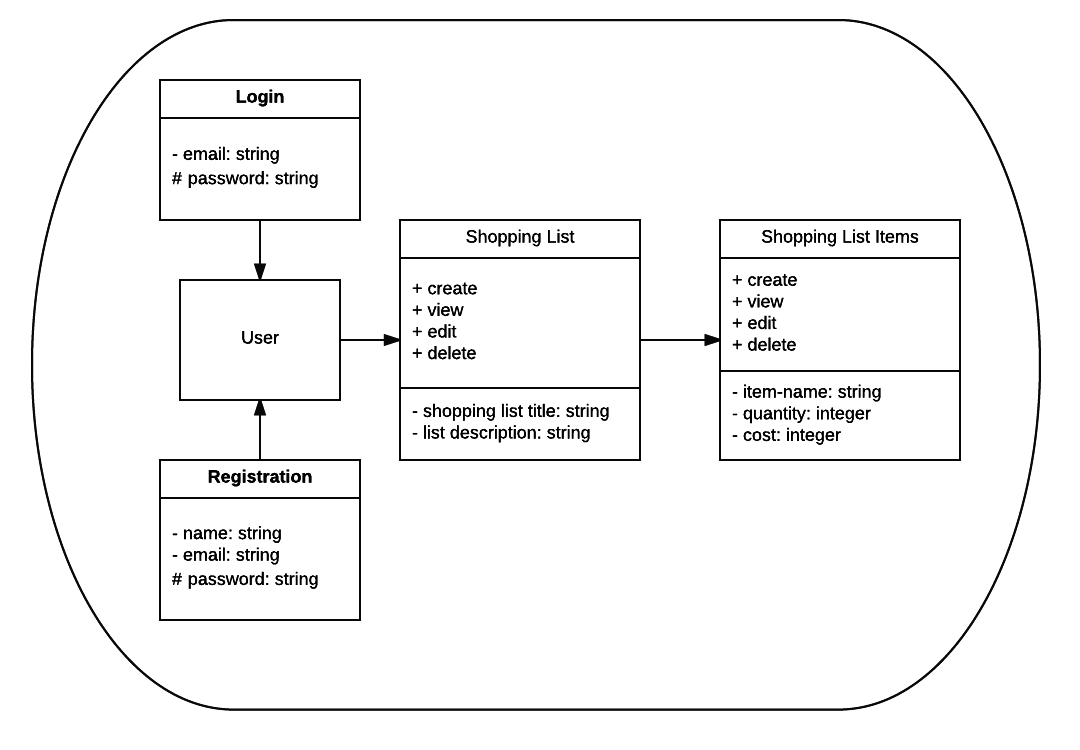 Login
- email: string
# password: string
User
Registration
- name: string
- email: string
# password: string
Shopping List
+ create
+ view
+ edit
+ delete
- shopping list title: string
- list description: string
Shopping List Items
+ create
+ view
+ edit
+ delete
- item-name: string
- quantity: integer
- cost: integer